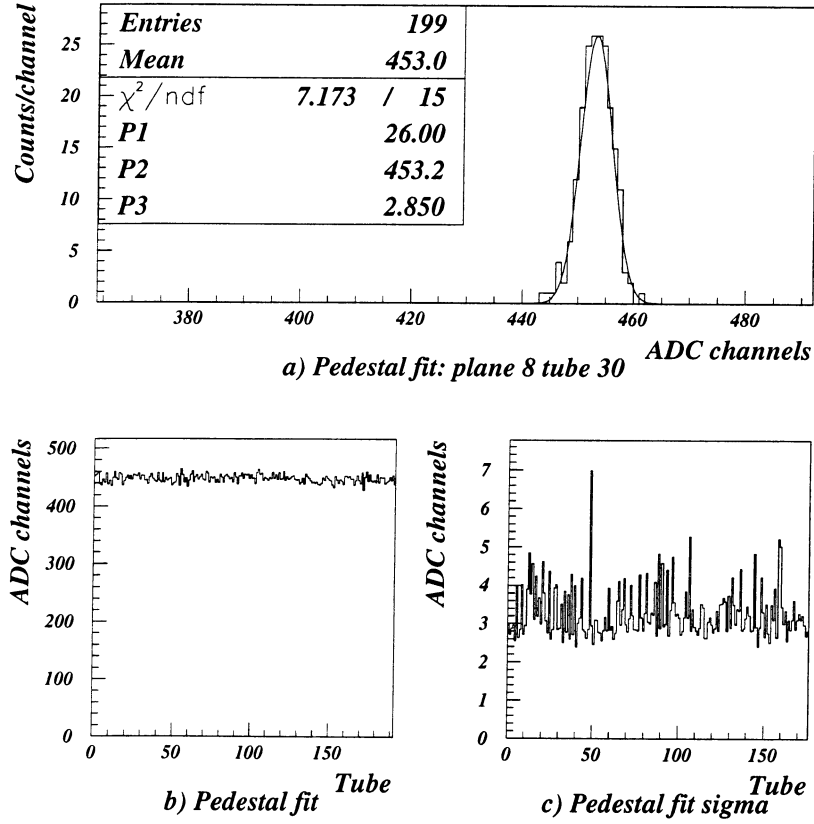 Counts/channel
25
20
15
10
5
0
Entries 199
Mean 453.0
χ²/ndf 7.173 / 15
P1 26.00
P2 453.2
P3 2.850
380 400 420 440 460 480
ADC channels
a) Pedestal fit: plane 8 tube 30
ADC channels
500
400
300
200
100
0
0 50 100 150
Tube
b) Pedestal fit
ADC channels
7
6
5
4
3
2
1
0
0 50 100 150
Tube
c) Pedestal fit sigma